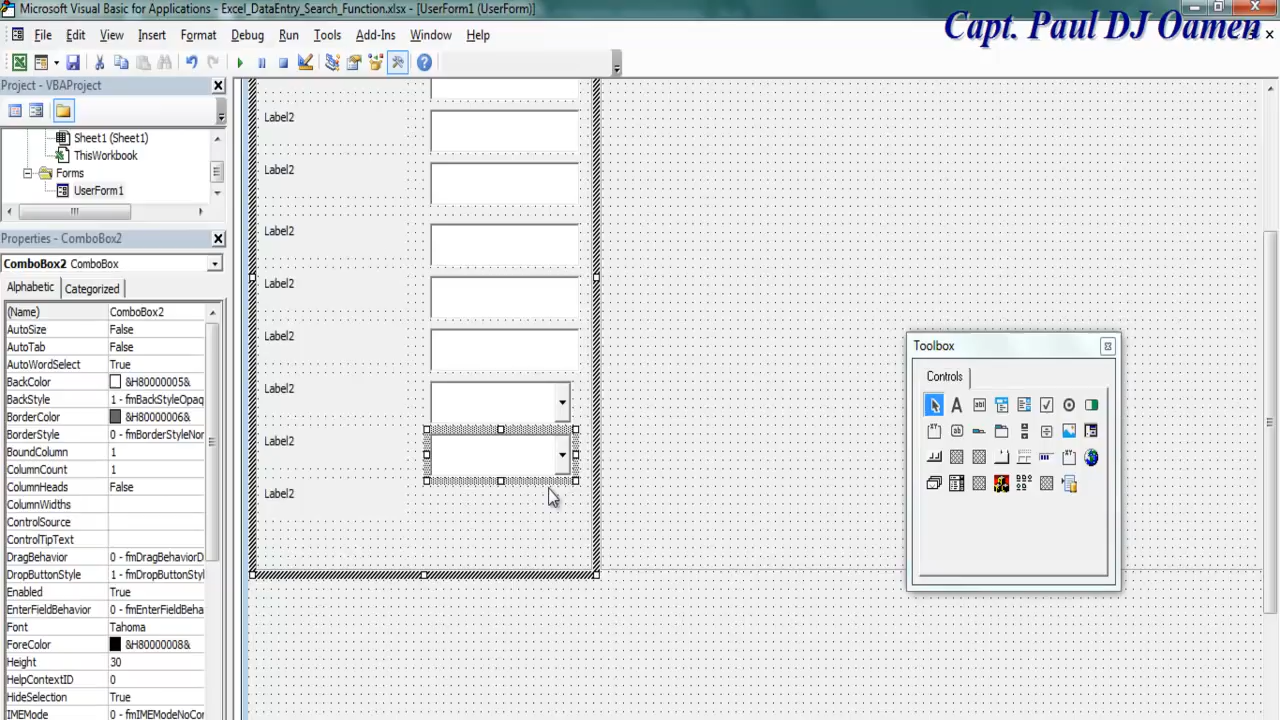 Microsoft Visual Basic for Applications - Excel_DataEntry_Search_Function.xlsx - [UserForm1 (UserForm)]
Capt. Paul DJ Oamen
File Edit View Insert Format Debug Run Tools Add-Ins Window Help
Project - VBAProject
Sheet1 (Sheet1)
ThisWorkbook
Forms
UserForm1
Properties - ComboBox2
ComboBox2 ComboBox
Alphabetic Categorized
(Name) ComboBox2
AutoSize False
AutoTab False
AutoWordSelect True
BackColor &H80000005&
BackStyle 1 - fmBackStyleOpaq
BorderColor &H80000006&
BorderStyle 0 - fmBorderStyleNor
BoundColumn 1
ColumnCount 1
ColumnHeads False
ColumnWidths
ControlSource
ControlTipText
DragBehavior 0 - fmDragBehaviorD
DropButtonStyle 1 - fmDropButtonStyl
Enabled True
EnterFieldBehavior 0 - fmEnterFieldBeha
Font Tahoma
ForeColor &H80000008&
Height 30
HelpContextID 0
HideSelection True
IMEMode 0 - fmIMEModeNoCor
Label2
Label2
Label2
Label2
Label2
Label2
Label2
Label2
Toolbox
Controls